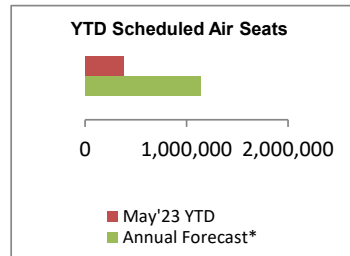 YTD Scheduled Air Seats
0 1,000,000 2,000,000
May'23 YTD
Annual Forecast*